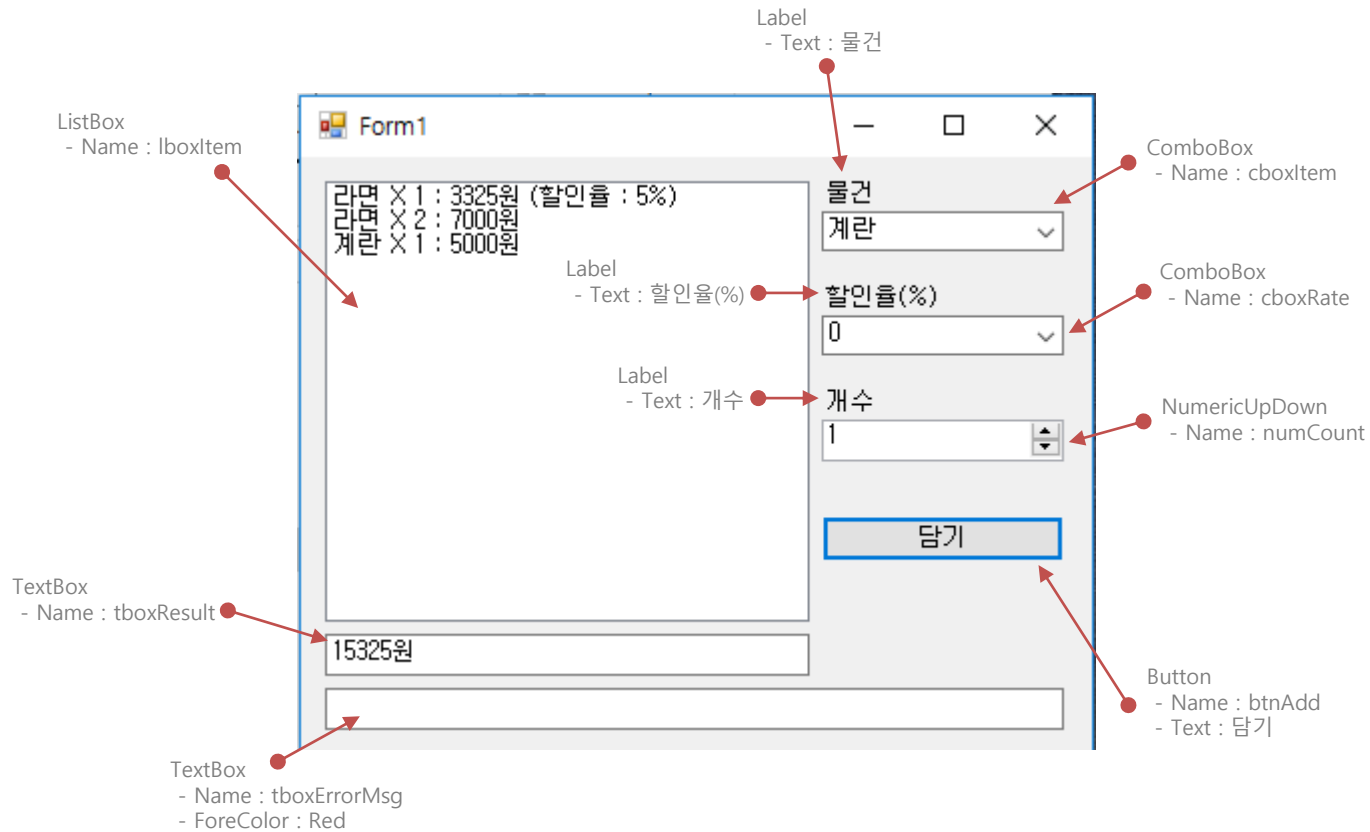 Label
- Text : 물건
ListBox
- Name : lboxItem
Form1
ComboBox
- Name : cboxItem
라면 X 1 : 3325원 (할인율 : 5%)
라면 X 2 : 7000원
계란 X 1 : 5000원
물건
계란
Label
- Text : 할인율(%)
할인율(%)
0
ComboBox
- Name : cboxRate
Label
- Text : 개수
개수
1
NumericUpDown
- Name : numCount
담기
TextBox
- Name : tboxResult
15325원
Button
- Name : btnAdd
- Text : 담기
TextBox
- Name : tboxErrorMsg
- ForeColor : Red